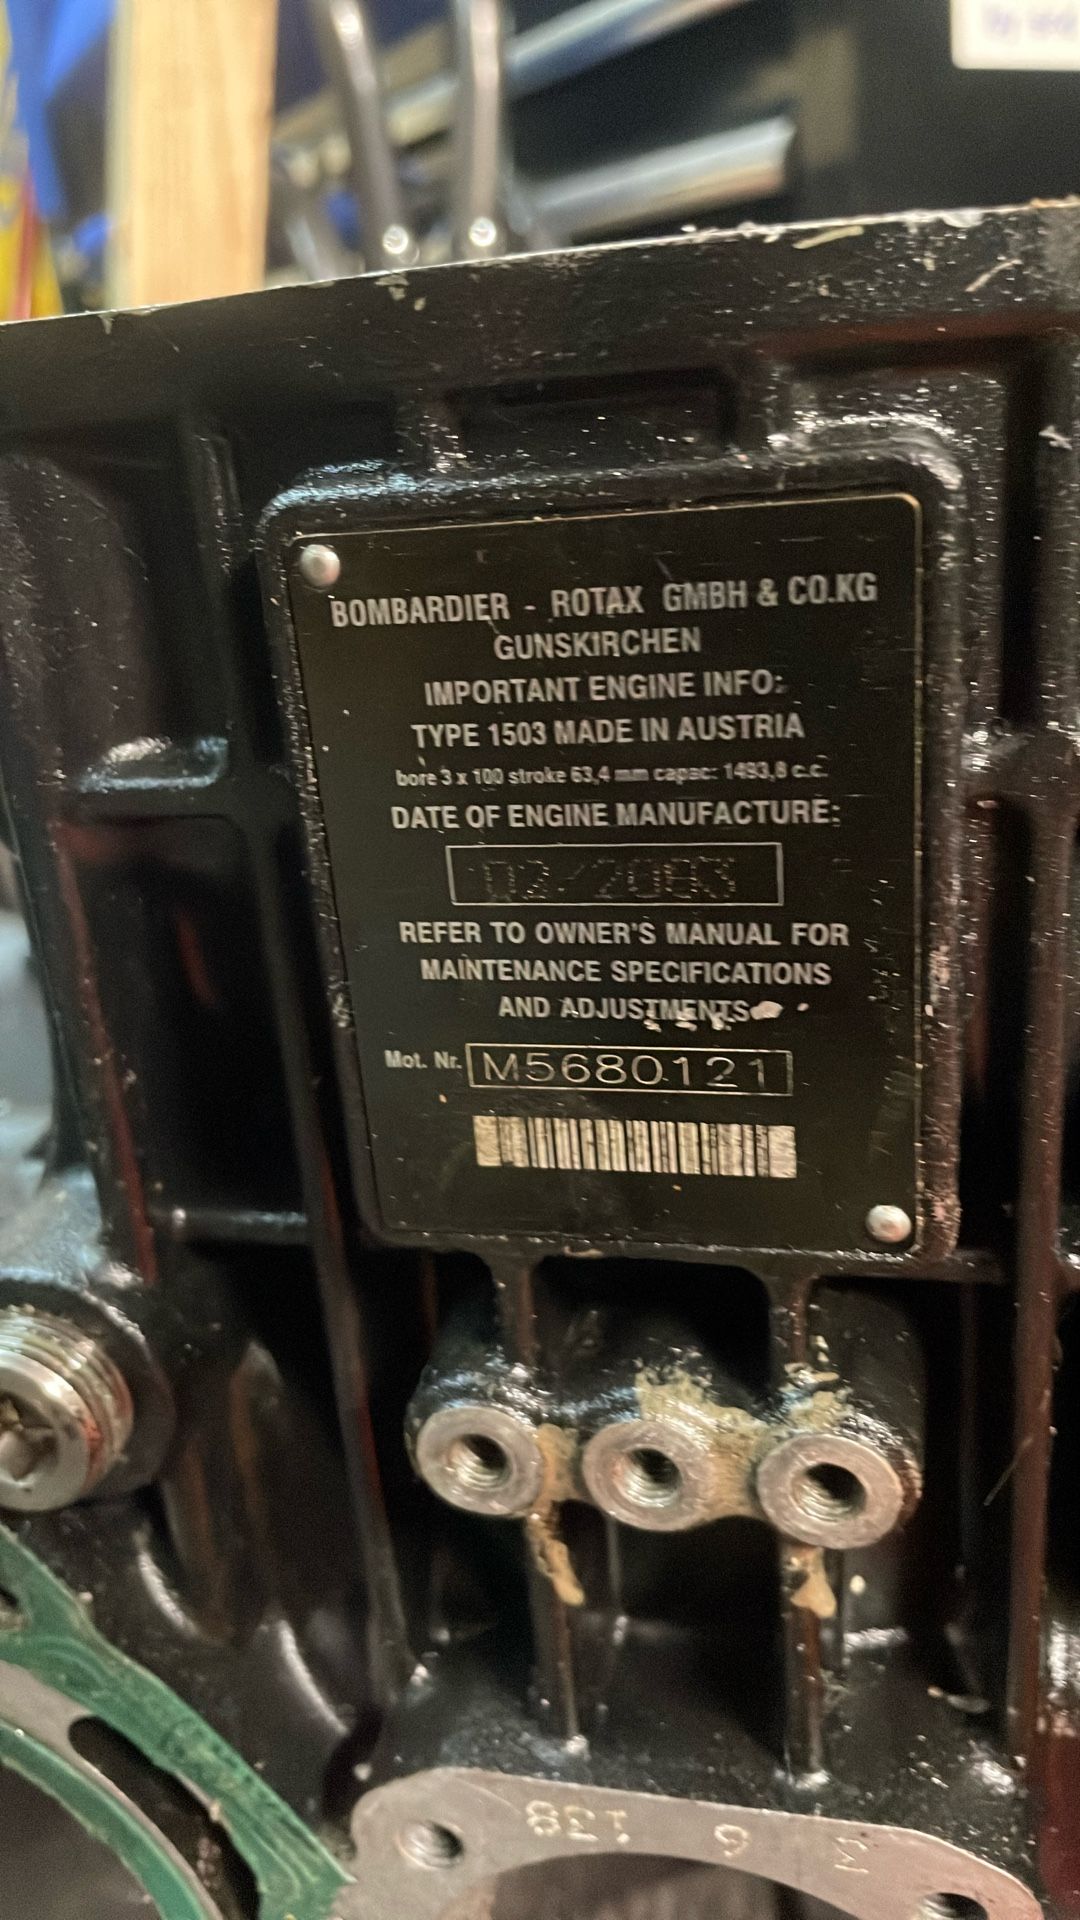 BOMBARDIER - ROTAX GMBH & CO.KG
GUNSKIRCHEN
IMPORTANT ENGINE INFO:
TYPE 1503 MADE IN AUSTRIA
bore 3 x 100 stroke 63,4 mm capac: 1493,8 c.c.
DATE OF ENGINE MANUFACTURE:
REFER TO OWNER'S MANUAL FOR
MAINTENANCE SPECIFICATIONS
AND ADJUSTMENTS
Mot. Nr. M5680121